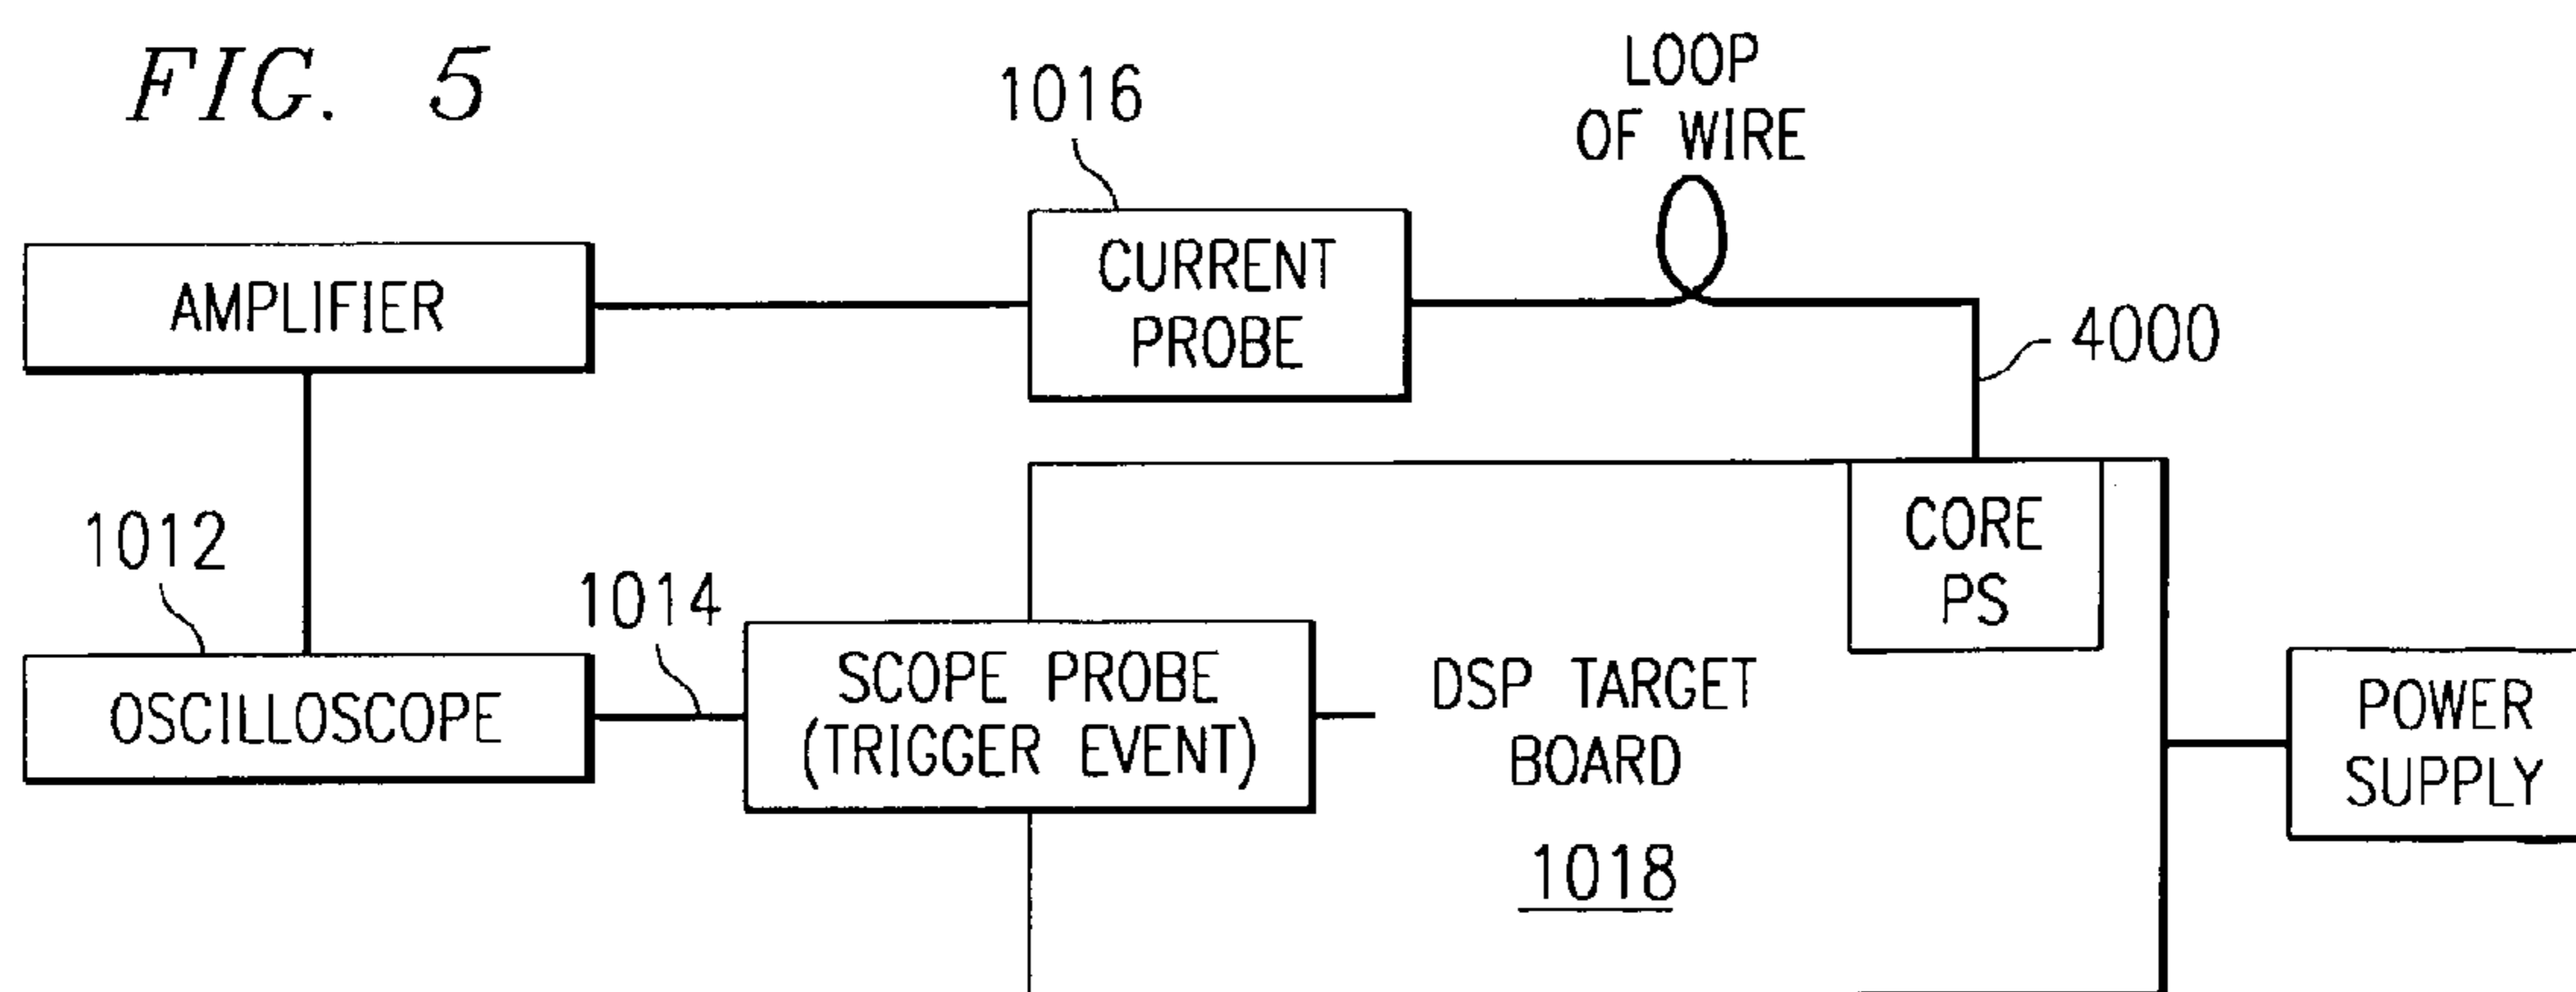 FIG. 5
LOOP
OF WIRE
1016
CURRENT
PROBE
AMPLIFIER
4000
CORE
PS
1012
1014
OSCILLOSCOPE
SCOPE PROBE
(TRIGGER EVENT)
DSP TARGET
BOARD
1018
POWER
SUPPLY